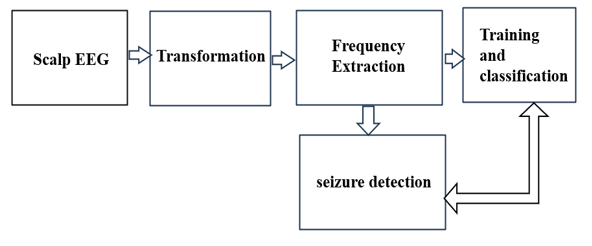 Scalp EEG
Transformation
Frequency
Extraction
Training
and
classification
seizure detection